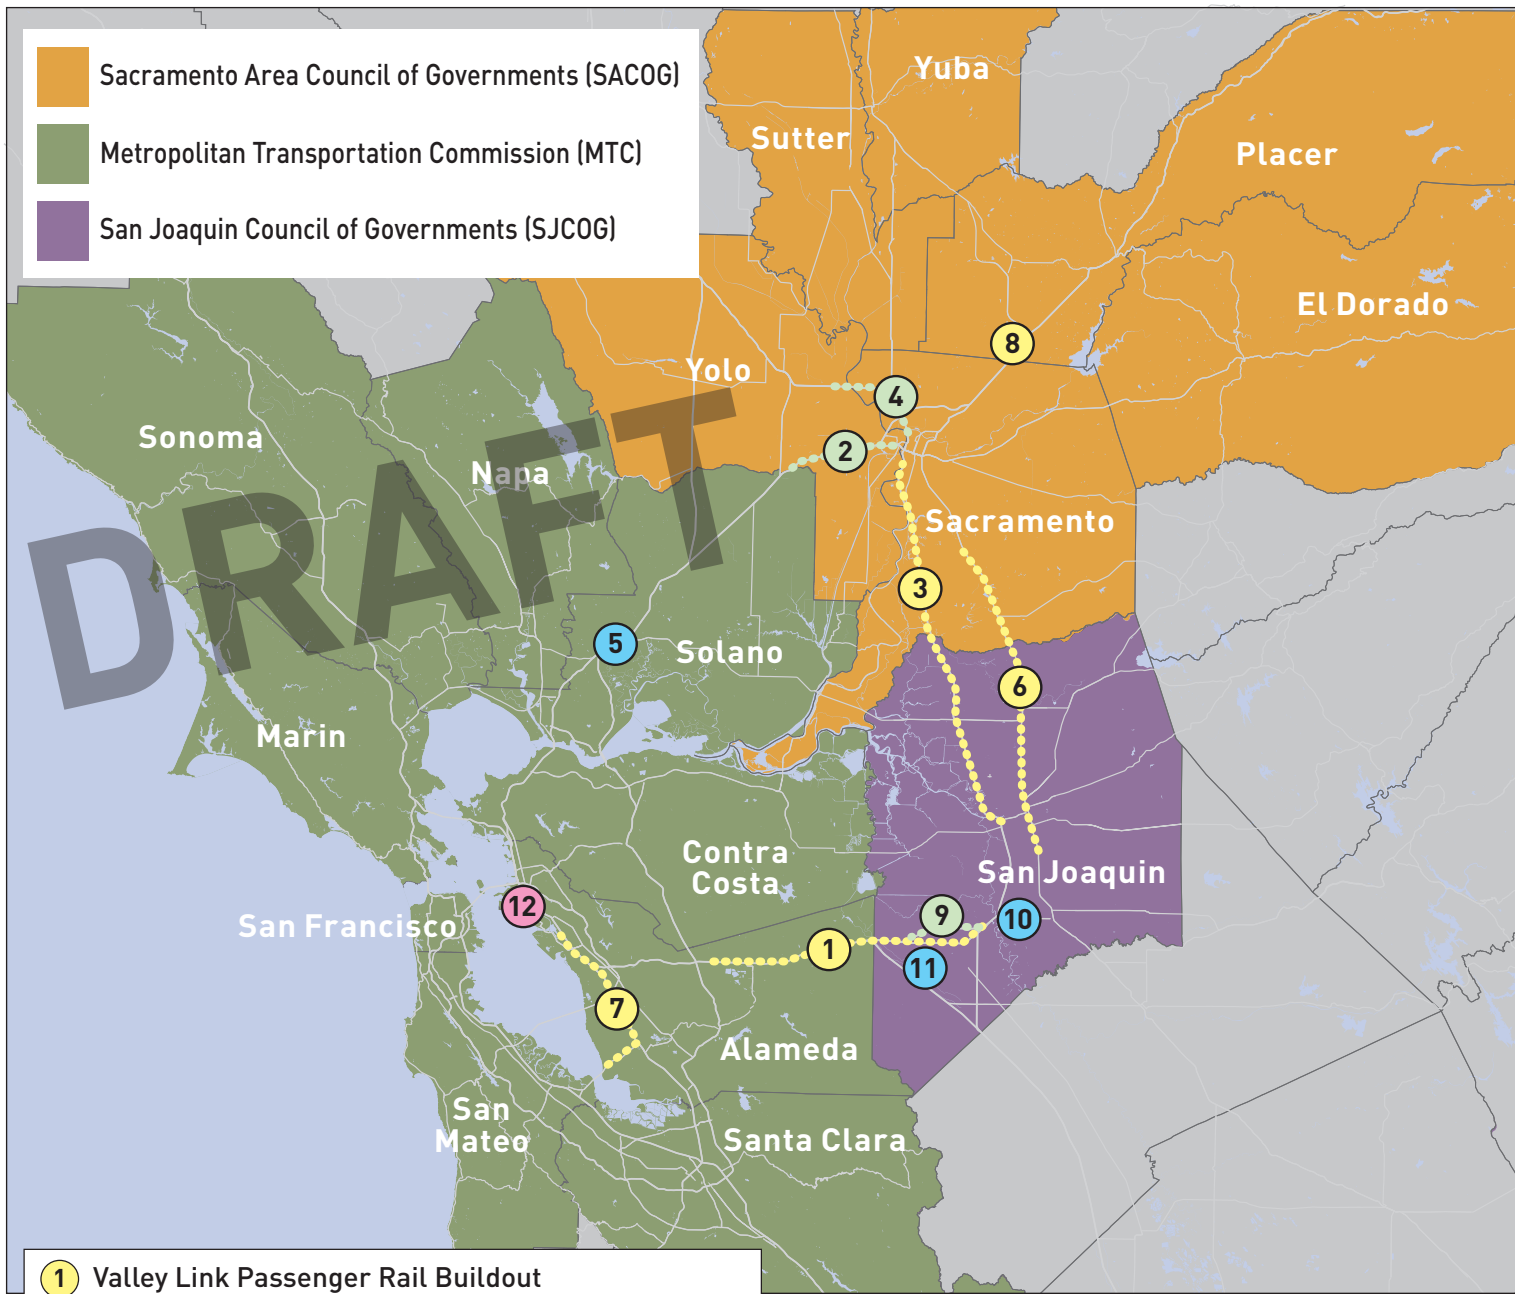 Sacramento Area Council of Governments (SACOG)
Metropolitan Transportation Commission (MTC)
San Joaquin Council of Governments (SJCOG)
Yuba
Sutter
Placer
El Dorado
8
Yolo
4
Sonoma
2
Napa
DRAFT
Sacramento
3
5
Solano
6
Marin
Contra
Costa
San Joaquin
12
9
10
San Francisco
1
11
7
Alameda
San
Mateo
Santa Clara
1 Valley Link Passenger Rail Buildout